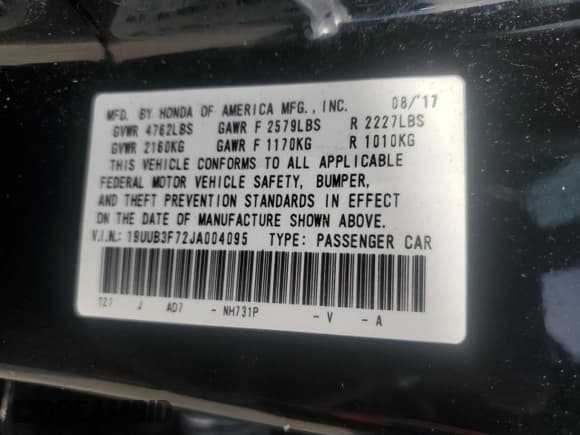 MFD. BY HONDA OF AMERICA MFG., INC. 08/'17
GVWR 4762LBS GAWR F 2579LBS R 2227LBS
GVWR 2160KG GAWR F 1170KG R 1010KG
THIS VEHICLE CONFORMS TO ALL APPLICABLE
FEDERAL MOTOR VEHICLE SAFETY, BUMPER,
AND THEFT PREVENTION STANDARDS IN EFFECT
ON THE DATE OF MANUFACTURE SHOWN ABOVE.
V.I.N.: 19UUB3F72JA004095 TYPE: PASSENGER CAR
TZ7 J AD7 - NH731P - V - A